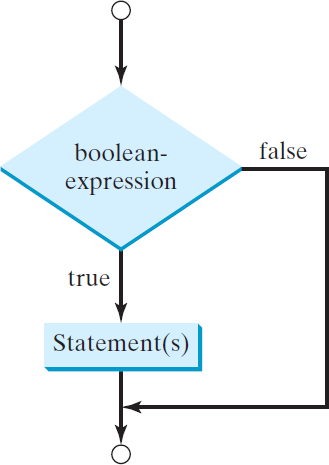 boolean-
expression
false
true
Statement(s)